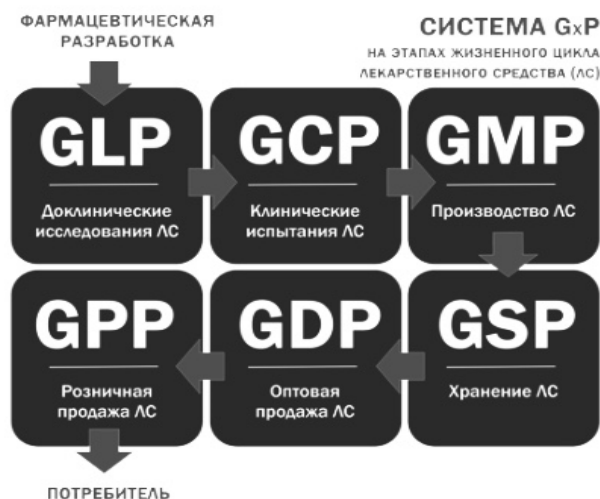 ФАРМАЦЕВТИЧЕСКАЯ
РАЗРАБОТКА
СИСТЕМА GxP
НА ЭТАПАХ ЖИЗНЕННОГО ЦИКЛА
ЛЕКАРСТВЕННОГО СРЕДСТВА (ЛС)
GLP
Доклинические
исследования ЛС
GCP
Клинические
испытания ЛС
GMP
Производство ЛС
GPP
Розничная
продажа ЛС
GDP
Оптовая
продажа ЛС
GSP
Хранение ЛС
ПОТРЕБИТЕЛЬ